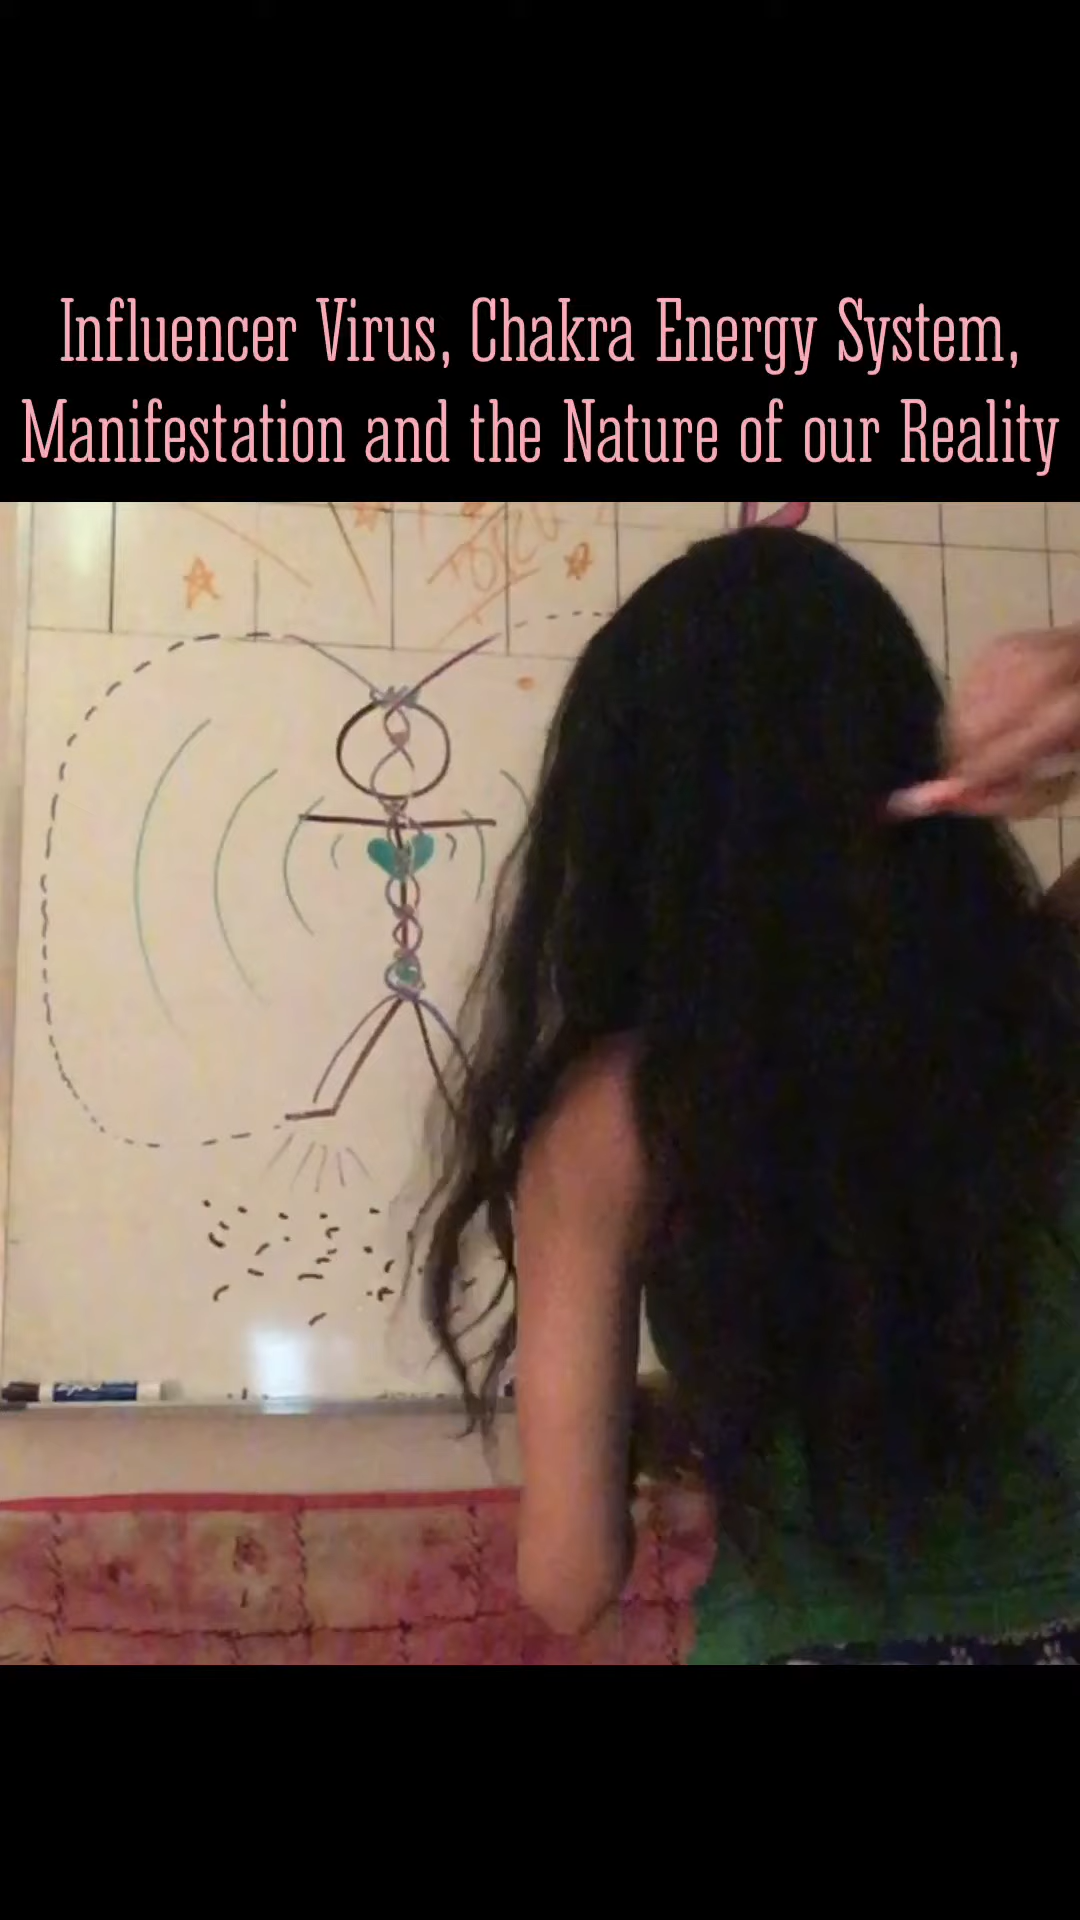 Influencer Virus, Chakra Energy System,
Manifestation and the Nature of our Reality